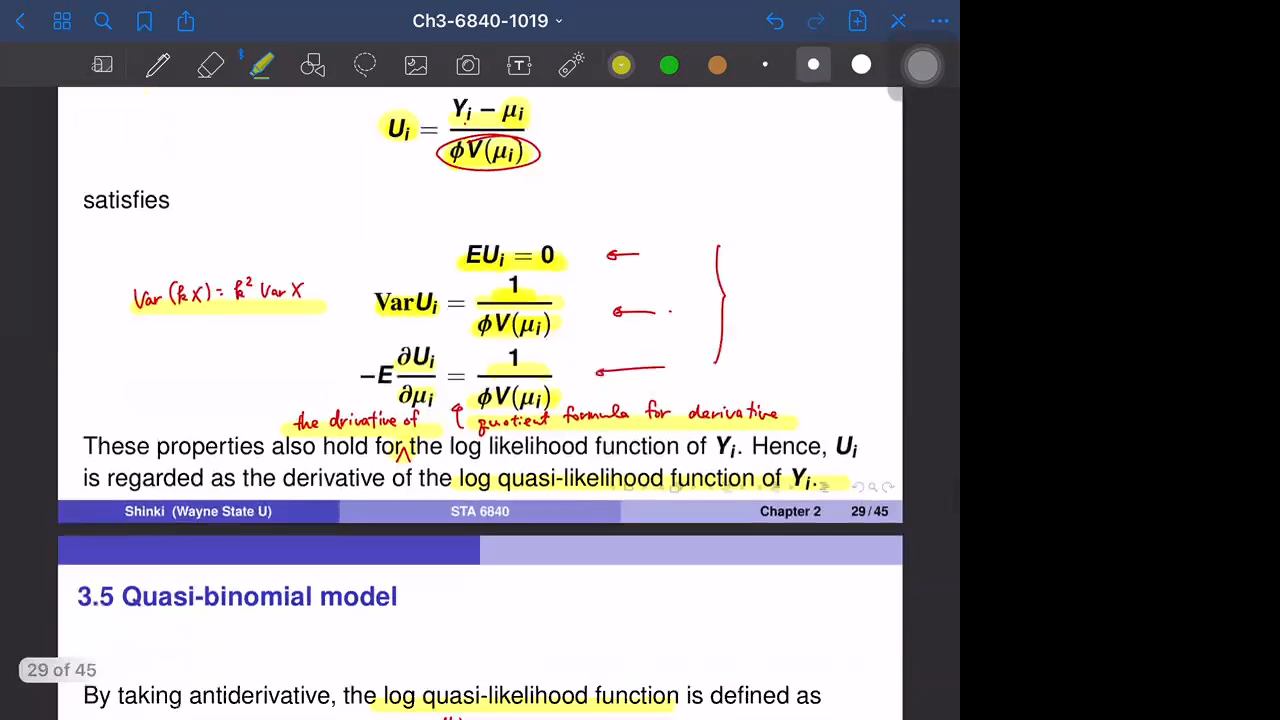 Ch3-6840-1019
U_i = (Y_i − μ_i) / (ϕV(μ_i))
satisfies
EU_i = 0
Var(kX) = k² Var X
VarU_i = 1 / (ϕV(μ_i))
−E ∂U_i/∂μ_i = 1 / (ϕV(μ_i))
the drivative of
quotient formula for derivative
These properties also hold for the log likelihood function of Y_i. Hence, U_i
is regarded as the derivative of the log quasi-likelihood function of Y_i.
Shinki (Wayne State U) STA 6840 Chapter 2 29 / 45
3.5 Quasi-binomial model
29 of 45
By taking antiderivative, the log quasi-likelihood function is defined as